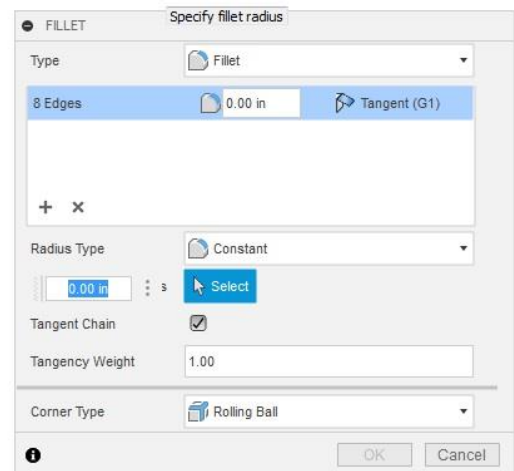 Specify fillet radius
FILLET
Type Fillet
8 Edges 0.00 in Tangent (G1)
Radius Type Constant
0.00 in s Select
Tangent Chain
Tangency Weight 1.00
Corner Type Rolling Ball
OK Cancel